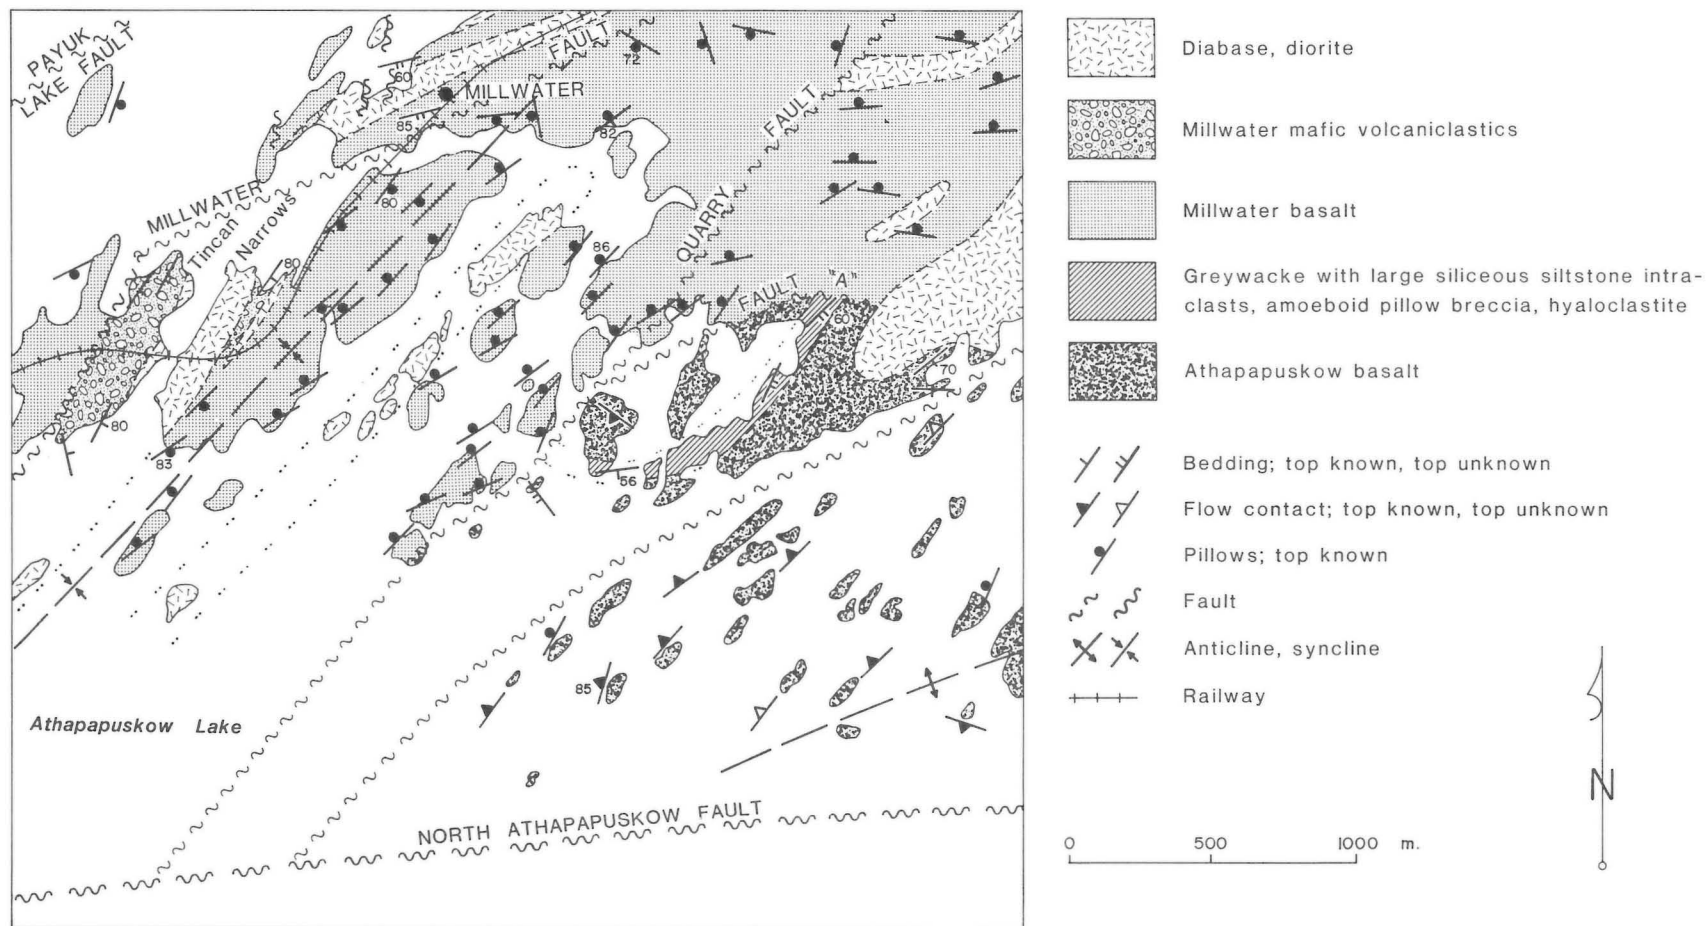 PAYUK
LAKE FAULT
60
FAULT
72
MILLWATER
85
82
FAULT
MILLWATER
Tincan
Narrows
80
80
86
QUARRY
FAULT "A"
60
70
80
83
56
85
Athapapuskow Lake
NORTH ATHAPAPUSKOW FAULT
Diabase, diorite
Millwater mafic volcaniclastics
Millwater basalt
Greywacke with large siliceous siltstone intra-
clasts, amoeboid pillow breccia, hyaloclastite
Athapapuskow basalt
Bedding; top known, top unknown
Flow contact; top known, top unknown
Pillows; top known
Fault
Anticline, syncline
Railway
N
0 500 1000 m.